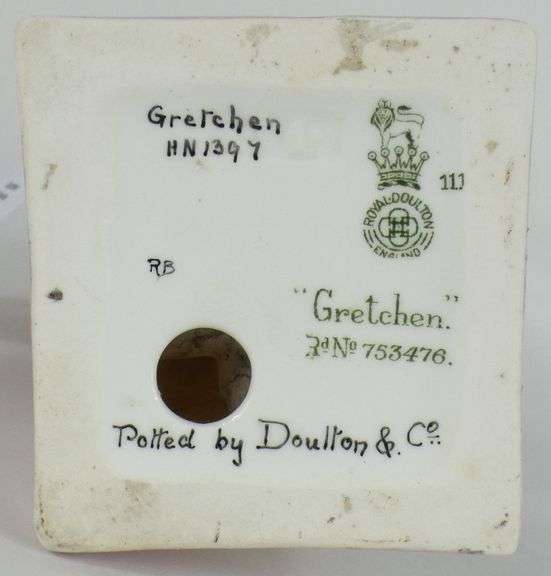 Gretchen
HN1397
11
ROYAL·DOULTON
ENGLAND
RB
"Gretchen."
Rd No 753476.
Potted by Doulton & Co.